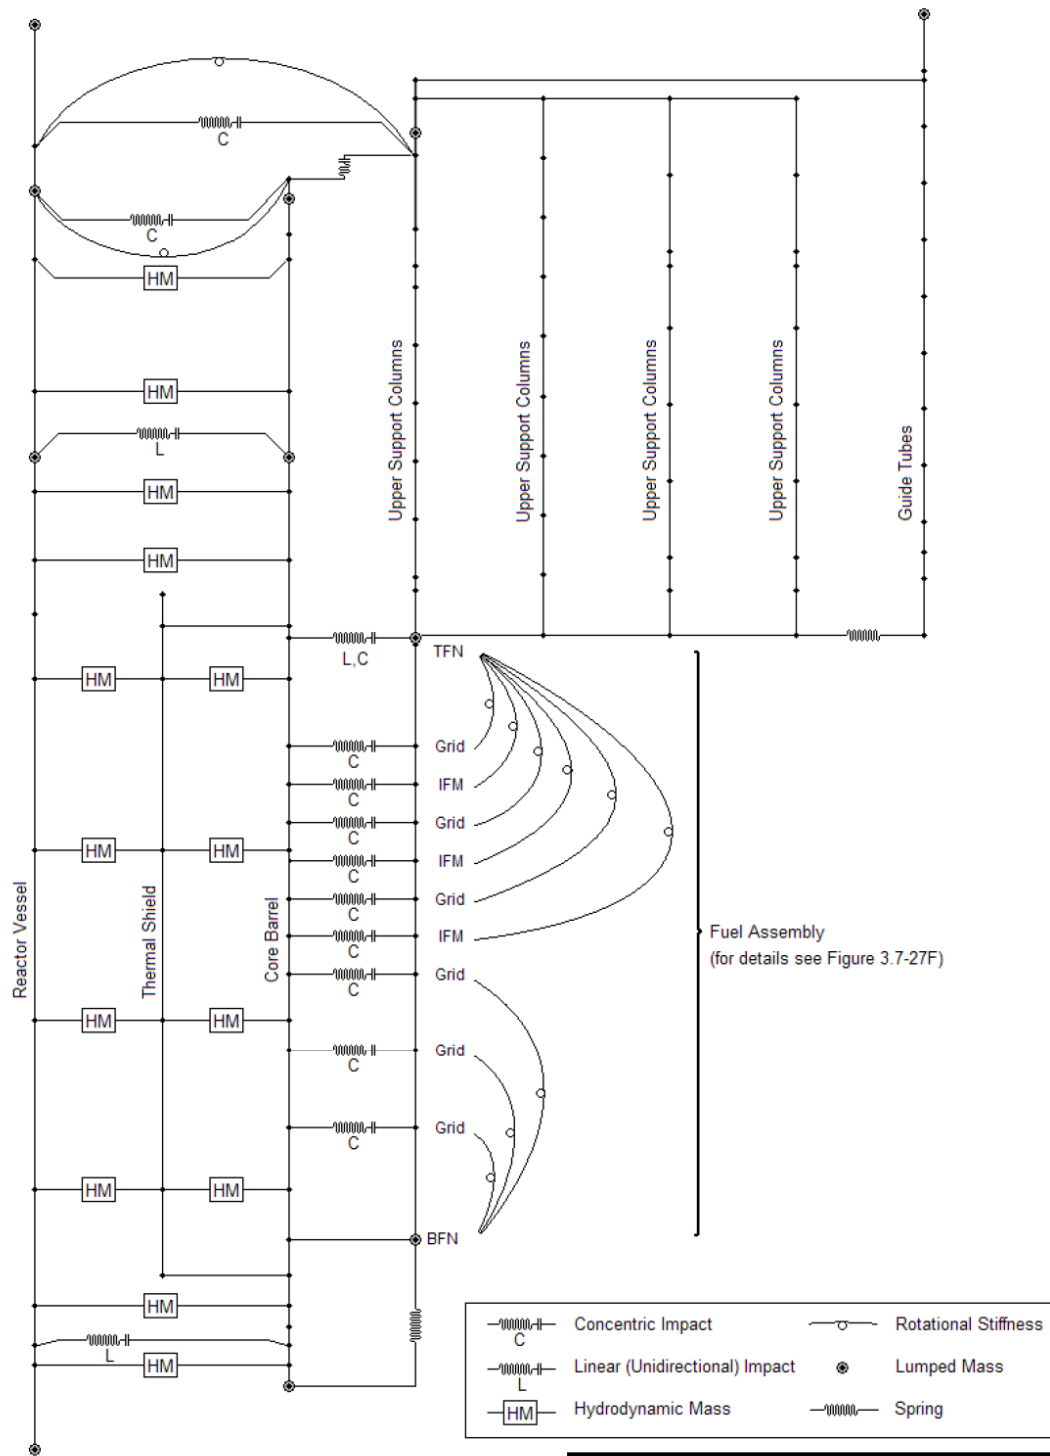 C
C
HM
HM
L
HM
HM
Upper Support Columns
Upper Support Columns
Upper Support Columns
Upper Support Columns
Guide Tubes
L,C
TFN
HM
HM
Grid
C
IFM
C
Grid
C
HM
HM
IFM
C
Grid
C
IFM
C
Grid
C
Reactor Vessel
Thermal Shield
Core Barrel
Fuel Assembly
(for details see Figure 3.7-27F)
HM
HM
Grid
C
Grid
C
HM
HM
BFN
HM
L
HM
C
Concentric Impact
Rotational Stiffness
L
Linear (Unidirectional) Impact
Lumped Mass
HM
Hydrodynamic Mass
Spring